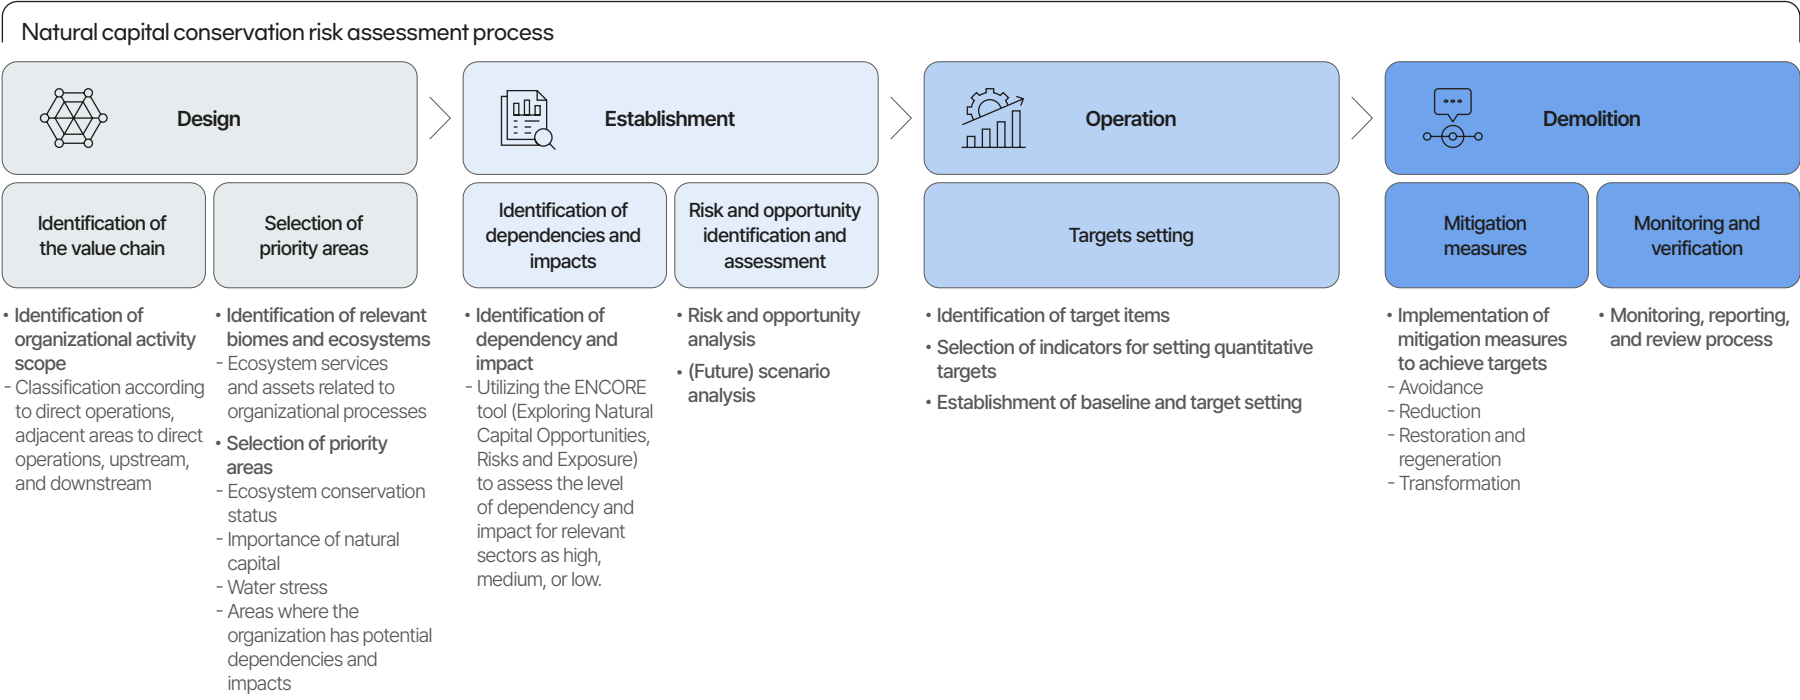 Natural capital conservation risk assessment process
Design
Establishment
Operation
Demolition
Identification of
the value chain
Selection of
priority areas
Identification of
dependencies and
impacts
Risk and opportunity
identification and
assessment
Targets setting
Mitigation
measures
Monitoring and
verification
• Identification of
organizational activity
scope
- Classification according
to direct operations,
adjacent areas to direct
operations, upstream,
and downstream
• Identification of relevant
biomes and ecosystems
- Ecosystem services
and assets related to
organizational processes
• Selection of priority
areas
- Ecosystem conservation
status
- Importance of natural
capital
- Water stress
- Areas where the
organization has potential
dependencies and
impacts
• Identification of
dependency and
impact
- Utilizing the ENCORE
tool (Exploring Natural
Capital Opportunities,
Risks and Exposure)
to assess the level
of dependency and
impact for relevant
sectors as high,
medium, or low.
• Risk and opportunity
analysis
• (Future) scenario
analysis
• Identification of target items
• Selection of indicators for setting quantitative
targets
• Establishment of baseline and target setting
• Implementation of
mitigation measures
to achieve targets
- Avoidance
- Reduction
- Restoration and
regeneration
- Transformation
• Monitoring, reporting,
and review process